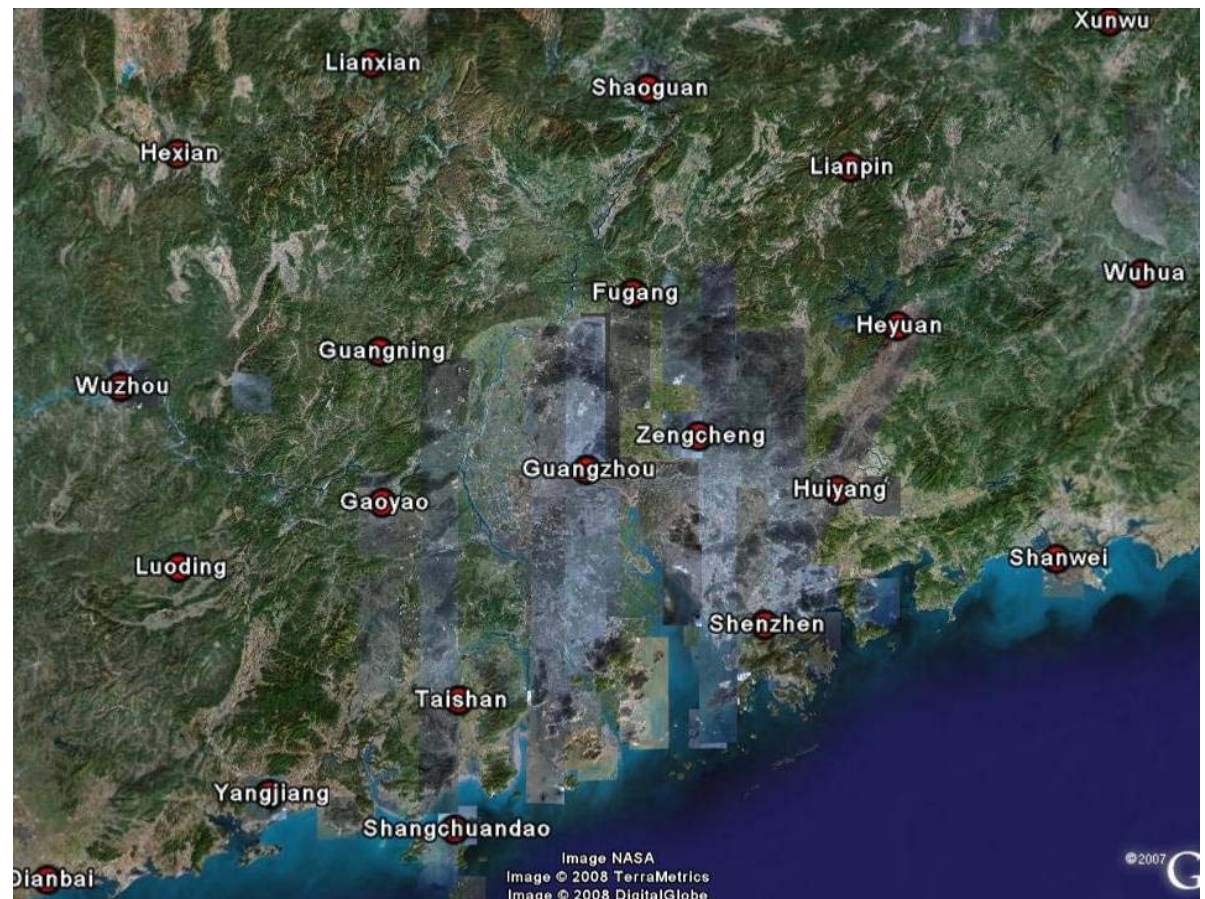 Xunwu
Lianxian
Shaoguan
Hexian
Lianpin
Wuhua
Fugang
Heyuan
Guangning
Wuzhou
Zengcheng
Guangzhou
Huiyang
Gaoyao
Shanwei
Luoding
Shenzhen
Taishan
Yangjiang
Shangchuandao
Image NASA
©2007
G
Dianbai
Image © 2008 TerraMetrics
Image © 2008 DigitalGlobe